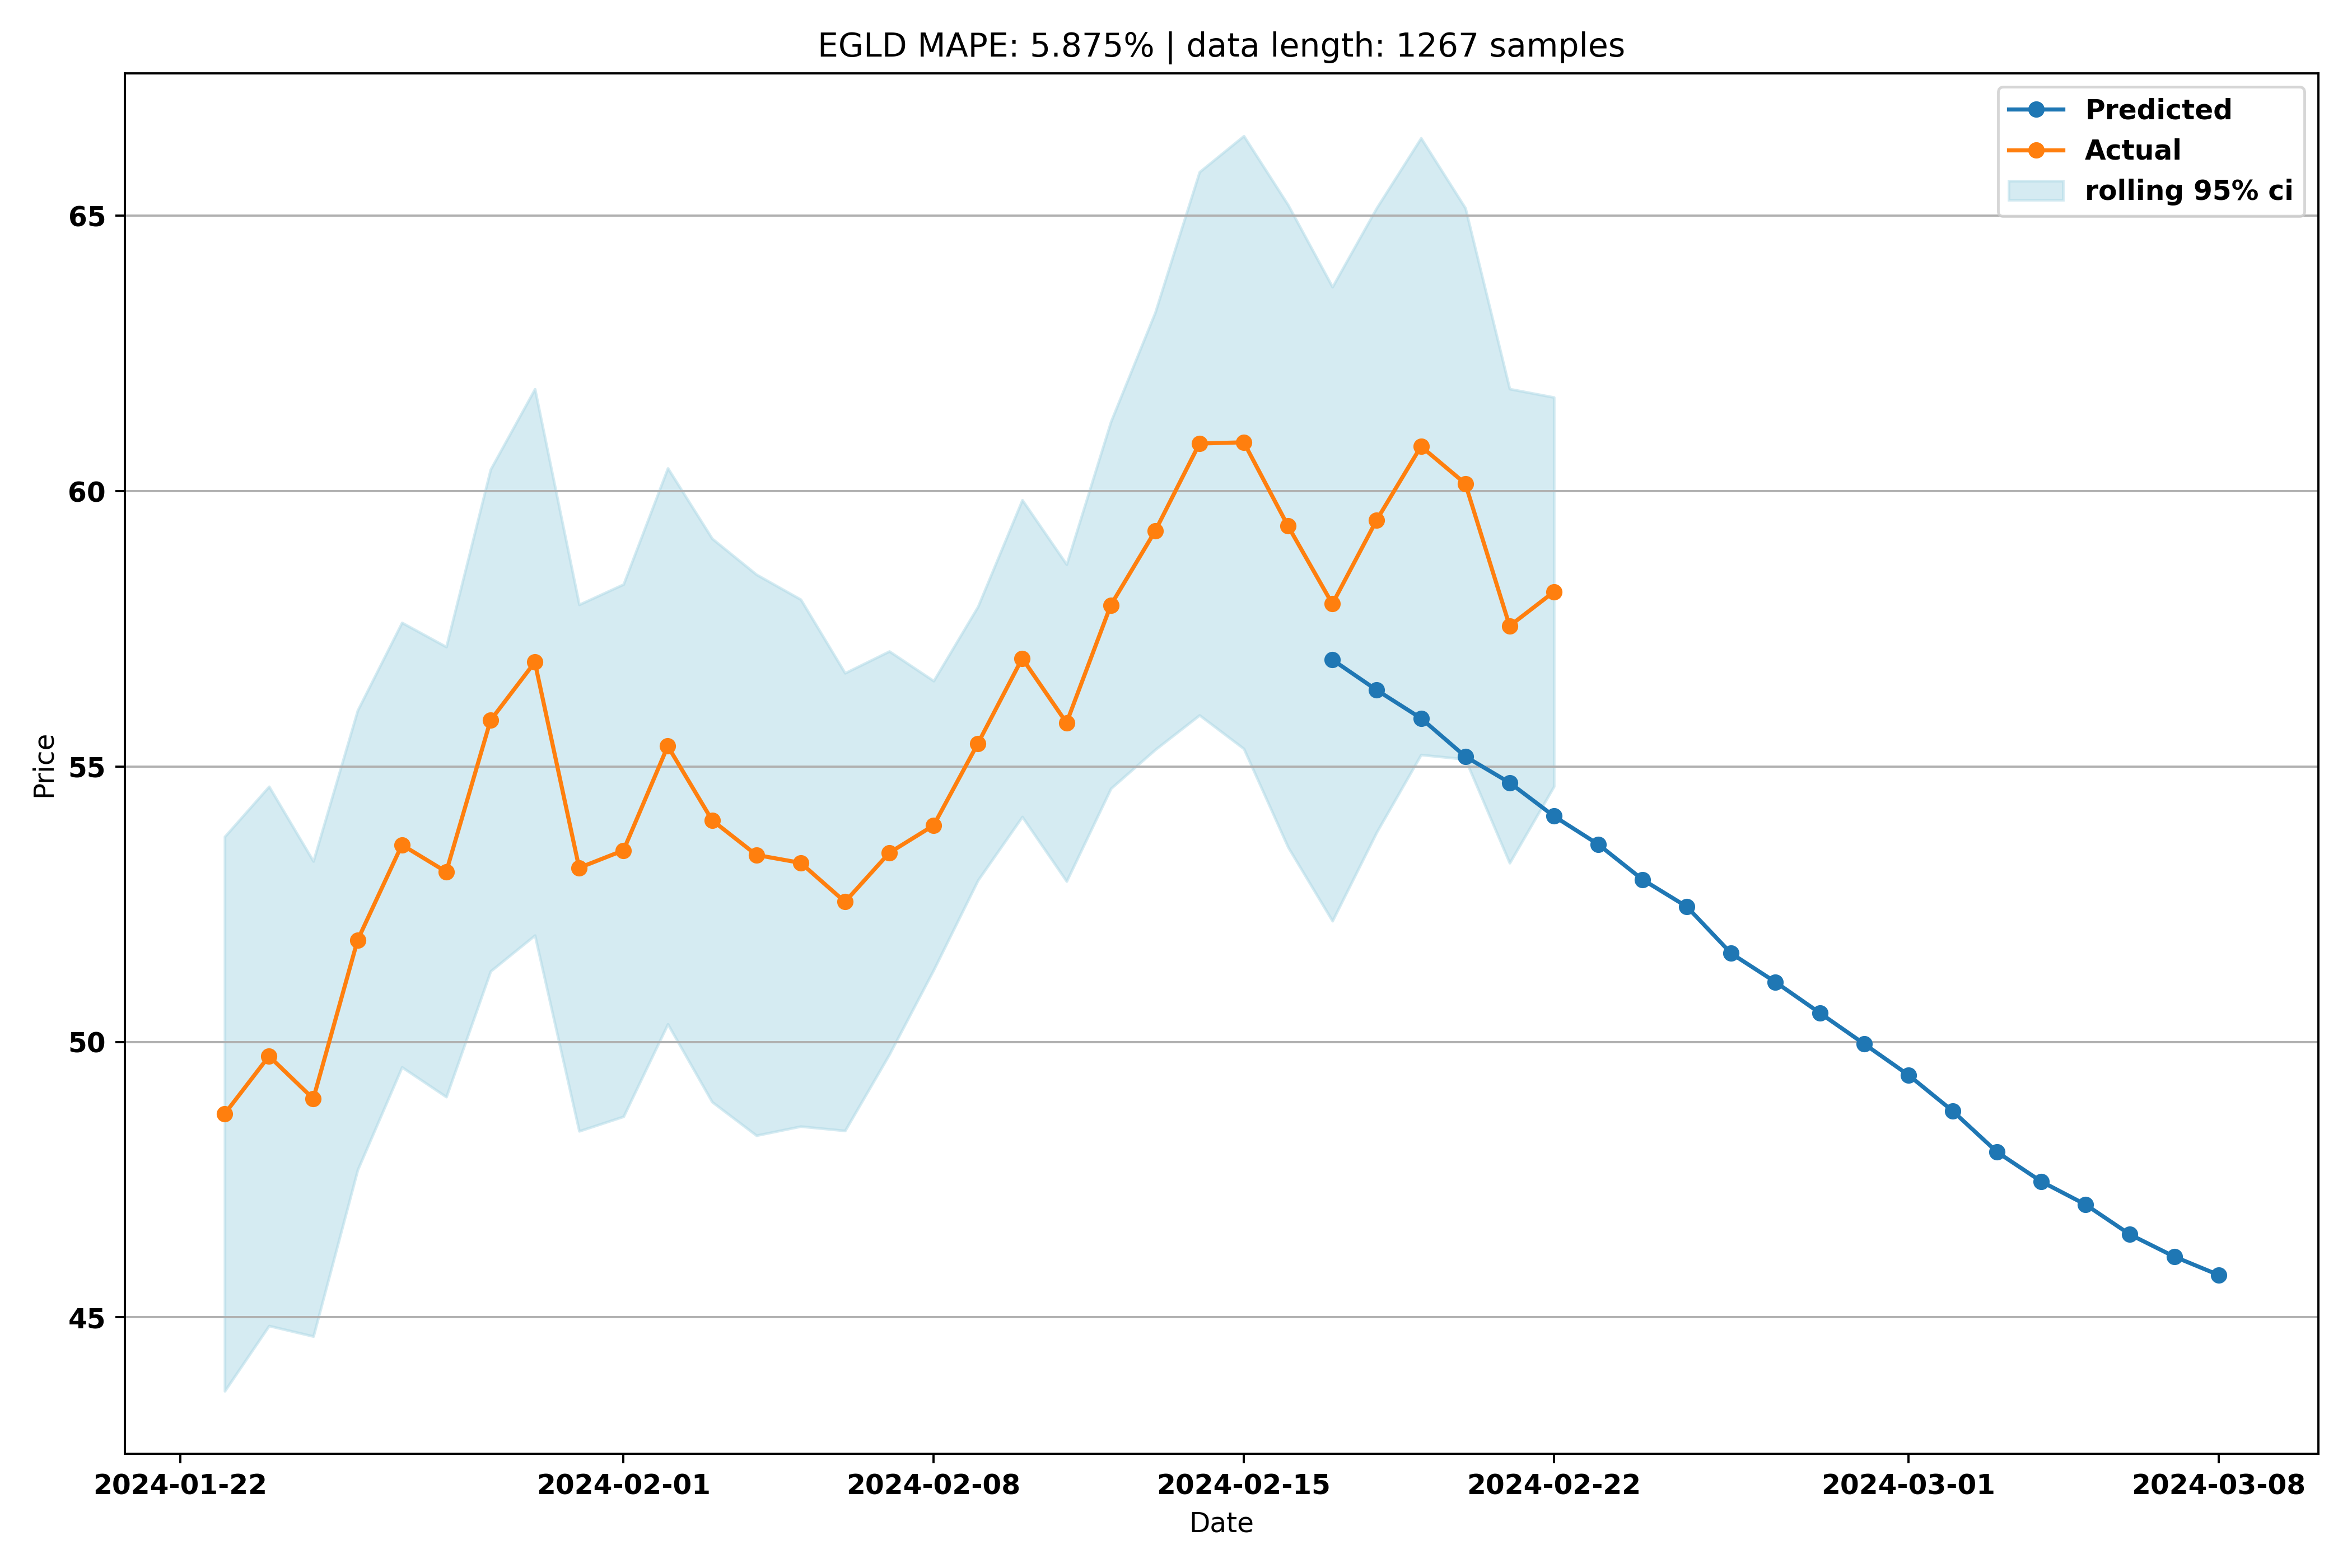 EGLD MAPE: 5.875% | data length: 1267 samples
Predicted
Actual
rolling 95% ci
Price
65
60
55
50
45
2024-01-22
2024-02-01
2024-02-08
2024-02-15
2024-02-22
2024-03-01
2024-03-08
Date